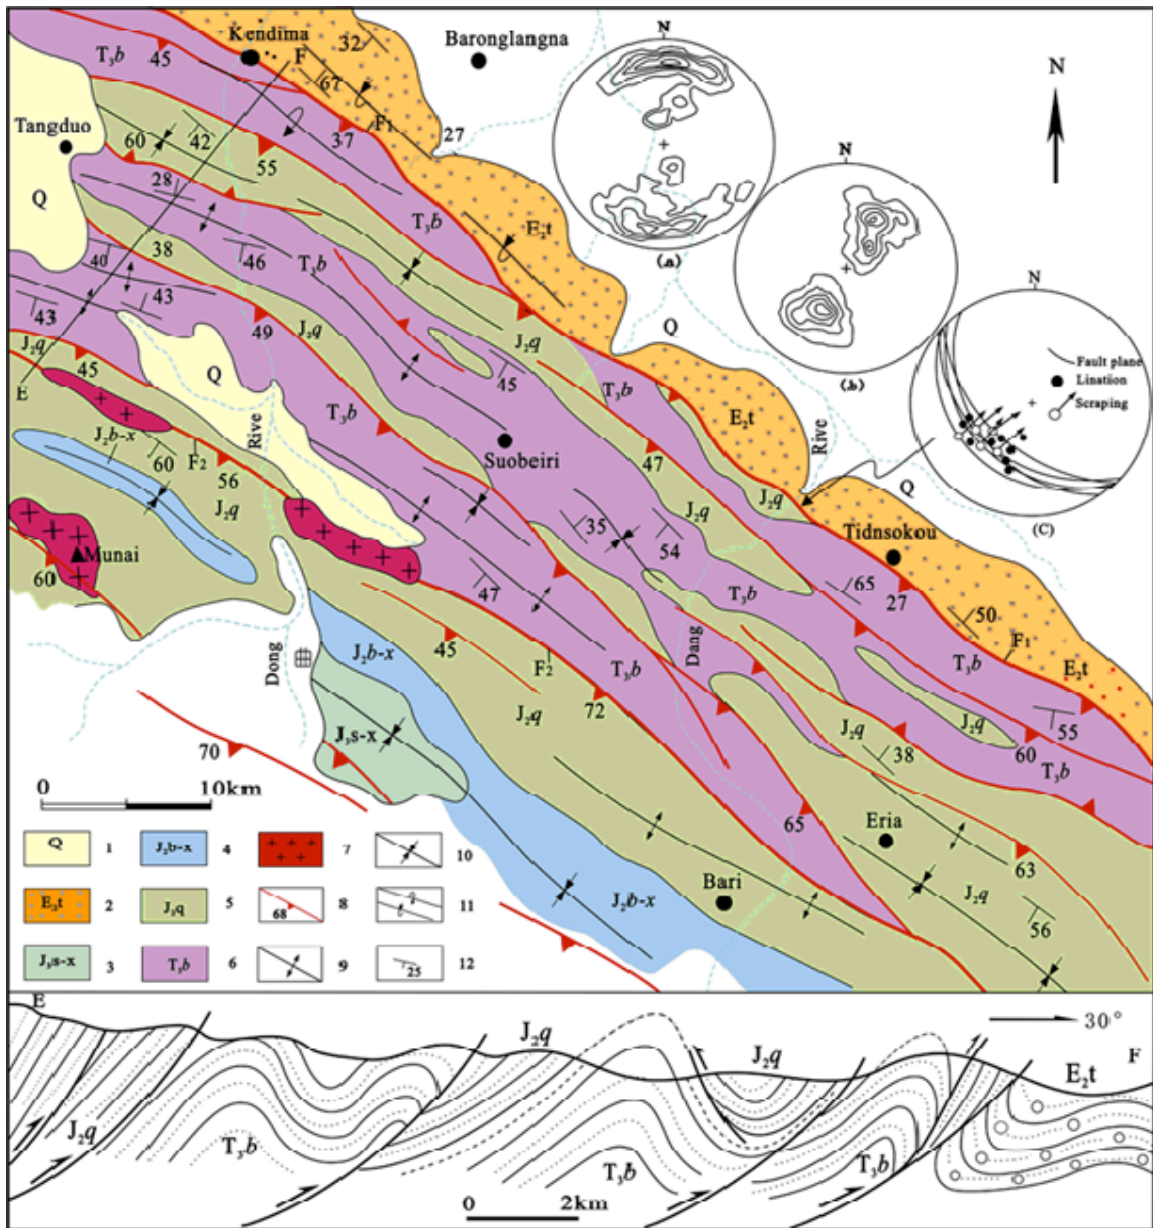 Kendima
Baronglangna
N
N
T₃b
45
32
67
F
F₁
37
27
Tangduo
60
42
55
Q
28
T₃b
E₂t
(a)
N
38
46
T₃b
40
43
43
J₂q
49
J₂q
Q
J₂q
45
45
T₃b
(b)
N
Fault plane
Linatiin
Scraping
(C)
E
Q
Rive
T₃b
E₂t
Rive
J₂b-x
60
F₂
56
J₂q
Suobeiri
47
J₂q
Q
Tidnsokou
Munai
60
35
54
47
T₃b
65
27
50
F₁
E₂t
Dong
J₂b-x
45
F₂
T₃b
Dang
T₃b
J₂q
72
J₂q
J₂q
55
60
T₃b
70
J₃s-x
38
0 10km
65
Eria
63
Bari
J₂b-x
J₂q
56
Q 1
J₂b-x 4
7
10
E₂t 2
J₂q 5
68 8
11
J₃s-x 3
T₃b 6
9
25 12
E
J₂q
J₂q
30°
F
E₂t
J₂q
T₃b
T₃b
T₃b
0 2km